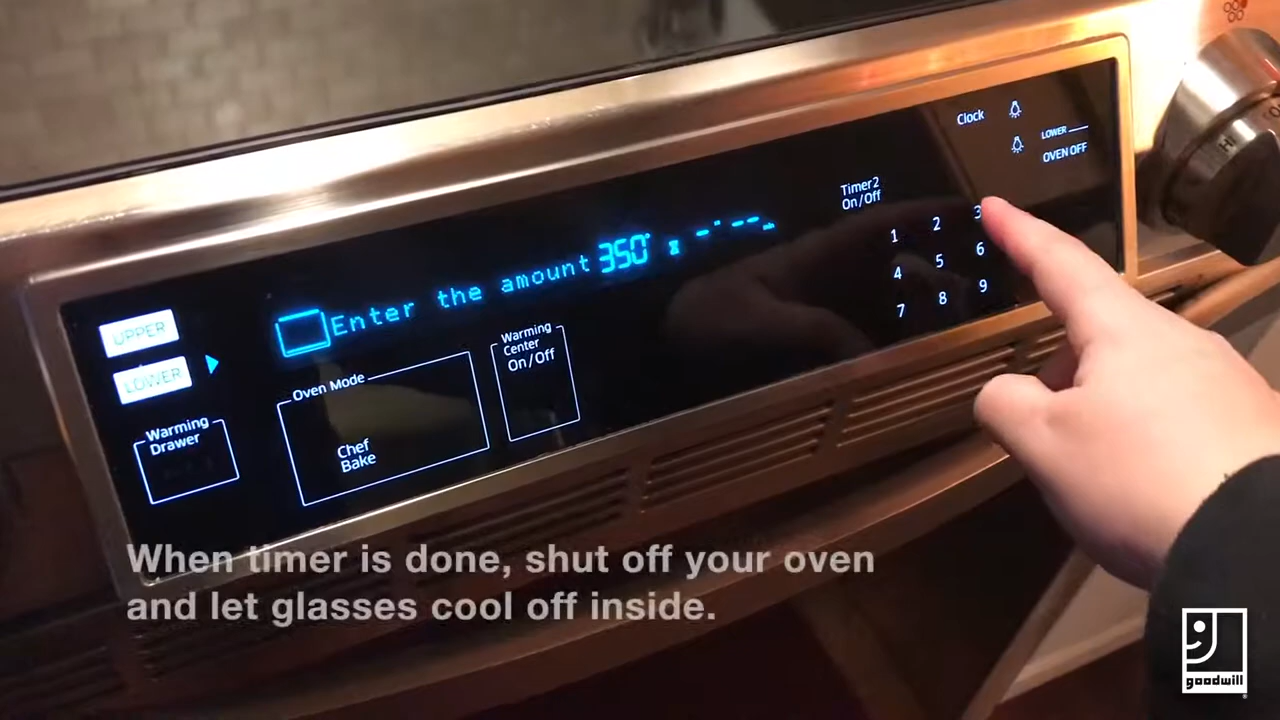 Clock
LOWER
OVEN OFF
Timer2
On/Off
1 2 3
4 5 6
7 8 9
Enter the amount 350°
UPPER
LOWER
Warming
Drawer
Oven Mode
Chef
Bake
Warming
Center
On/Off
HI
When timer is done, shut off your oven
and let glasses cool off inside.
goodwill